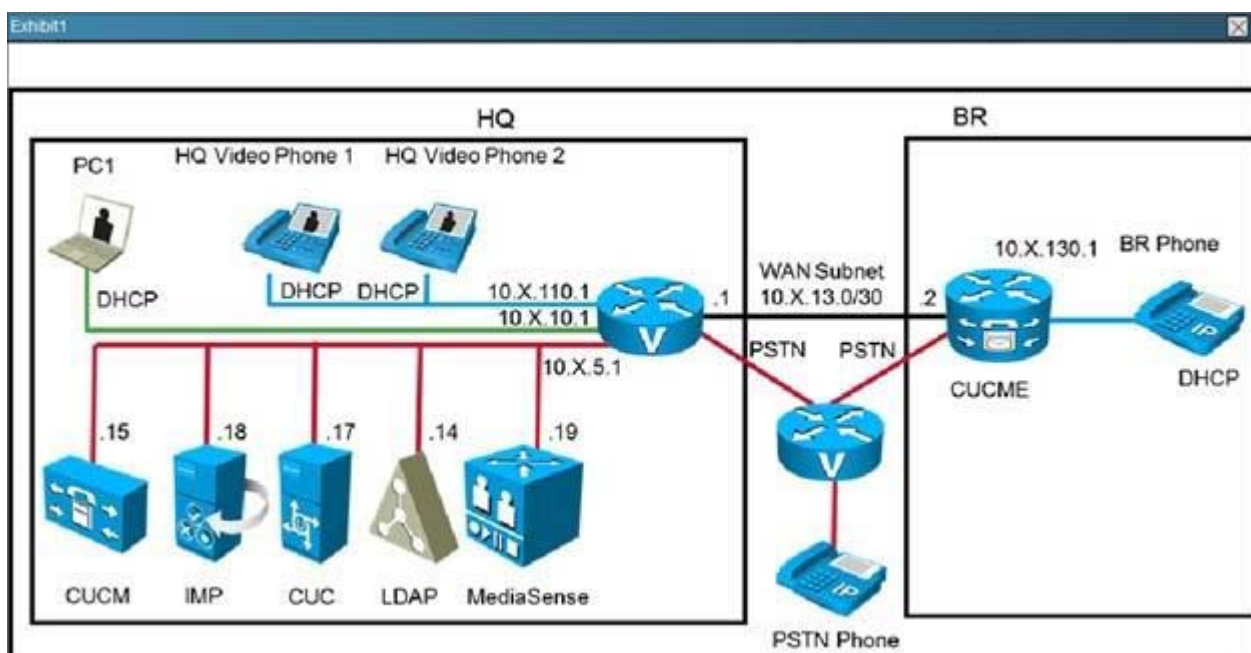 Exhibit1
HQ
BR
PC1
HQ Video Phone 1
HQ Video Phone 2
10.X.130.1
BR Phone
WAN Subnet
10.X.13.0/30
DHCP
DHCP
DHCP
10.X.110.1
.1
.2
10.X.10.1
V
IP
PSTN
PSTN
10.X.5.1
CUCME
DHCP
.15
.18
.17
.14
.19
V
IP
CUCM
IMP
CUC
LDAP
MediaSense
PSTN Phone